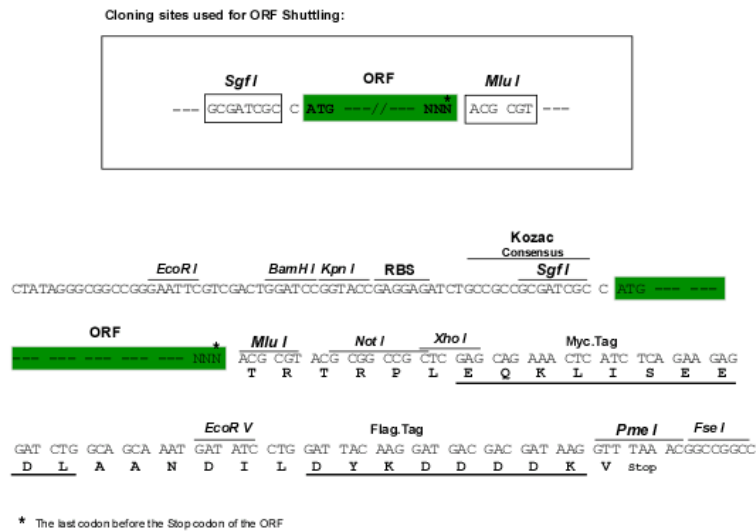 Cloning sites used for ORF Shuttling:
Sgf I ORF Mlu I
--- GCGATCGC C ATG ---//--- NNN* ACG CGT ---
Kozac
Consensus
EcoR I BamH I Kpn I RBS Sgf I
CTATAGGGCGGCCGGGAATTCGTCGACTGGATCCGGTACCGAGGAGATCTGCCGCCGCGATCGC C ATG --- ---
ORF Mlu I Not I Xho I Myc.Tag
--- --- --- --- --- --- NNN* ACG CGT ACG CGG CCG CTC GAG CAG AAA CTC ATC TCA GAA GAG
T R T R P L E Q K L I S E E
EcoR V Flag.Tag Pme I Fse I
GAT CTG GCA GCA AAT GAT ATC CTG GAT TAC AAG GAT GAC GAC GAT AAG GTT TAA ACGGCCGGCC
D L A A N D I L D Y K D D D D K V Stop
* The last codon before the Stop codon of the ORF